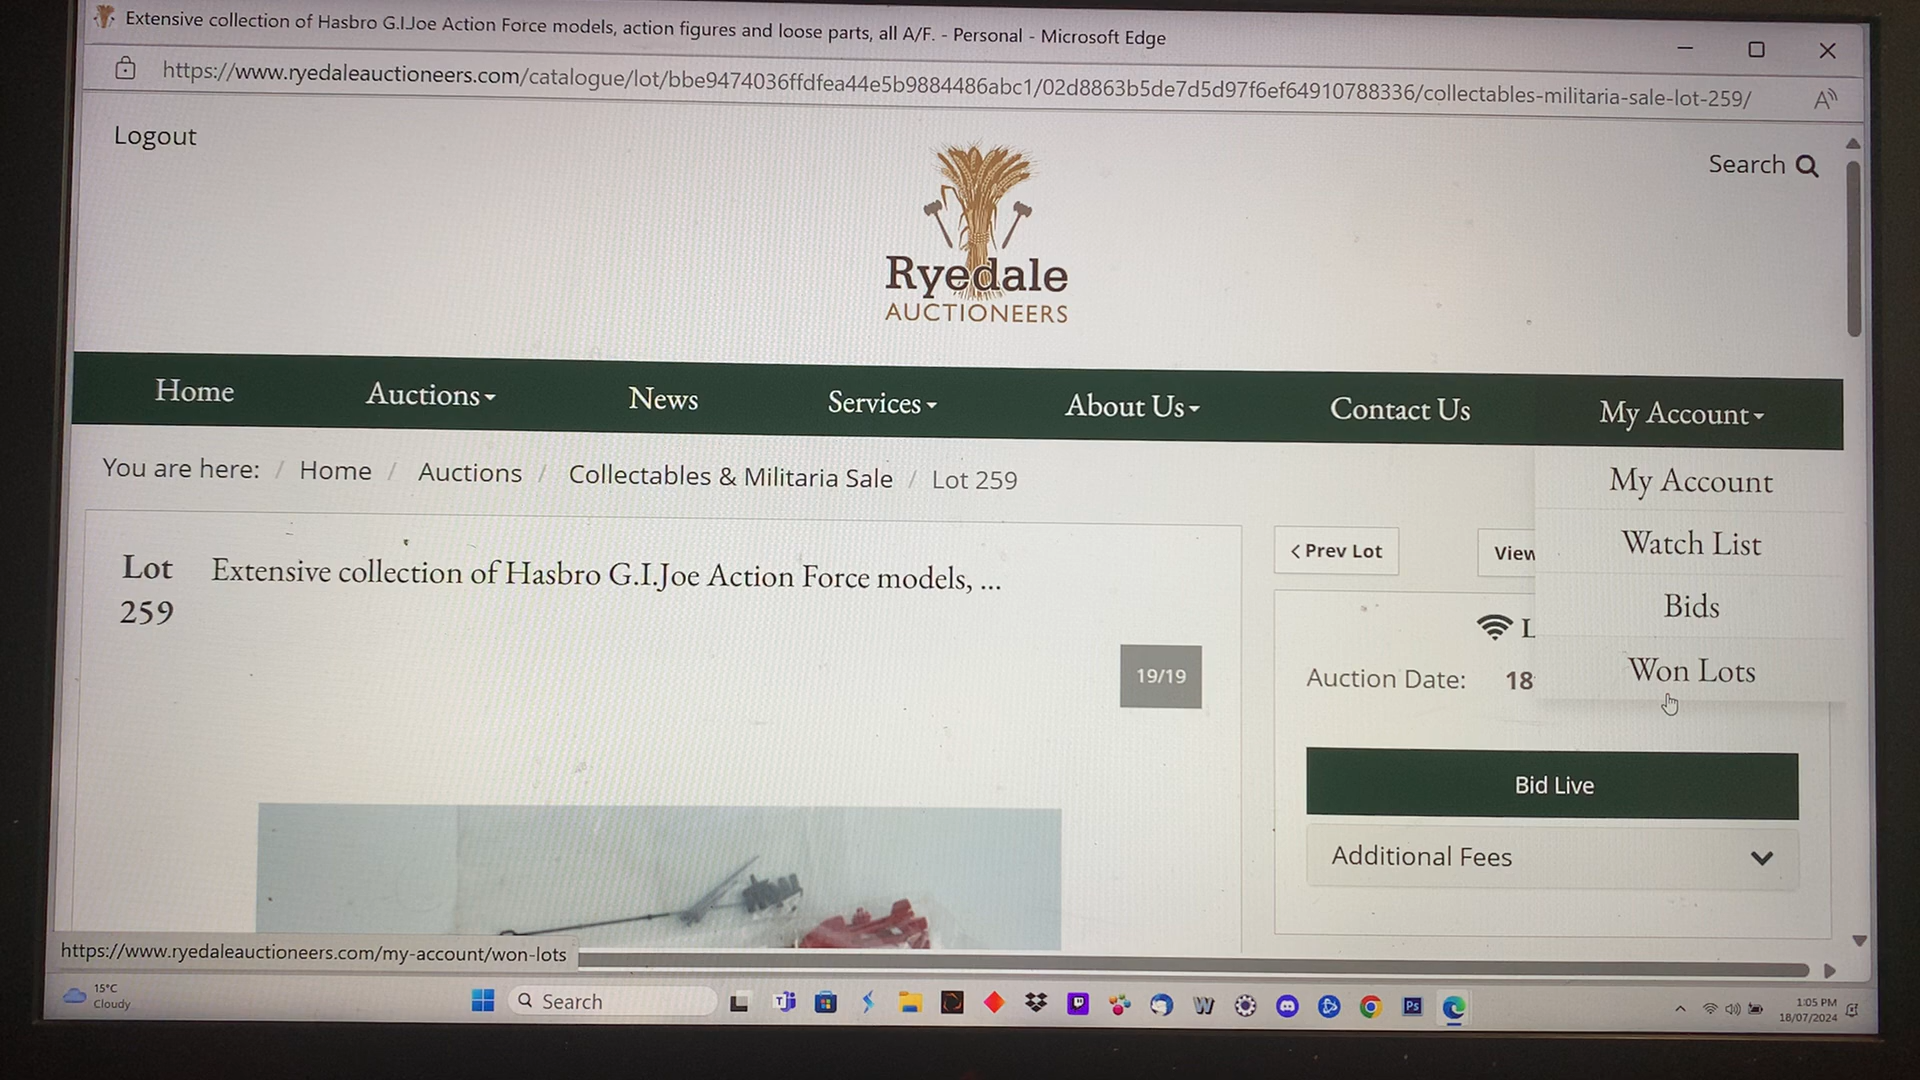 Extensive collection of Hasbro G.I.Joe Action Force models, action figures and loose parts, all A/F. - Personal - Microsoft Edge
https://www.ryedaleauctioneers.com/catalogue/lot/bbe9474036ffdfea44e5b9884486abc1/02d8863b5de7d5d97f6ef64910788336/collectables-militaria-sale-lot-259/
Logout
Search
Ryedale
AUCTIONEERS
Home Auctions News Services About Us Contact Us My Account
You are here: / Home / Auctions / Collectables & Militaria Sale / Lot 259
My Account
Watch List
Bids
Won Lots
Lot 259 Extensive collection of Hasbro G.I.Joe Action Force models, ...
19/19
< Prev Lot View
L
Auction Date: 18
Bid Live
Additional Fees
https://www.ryedaleauctioneers.com/my-account/won-lots
15°C
Cloudy
Search
Ps
1:05 PM
18/07/2024